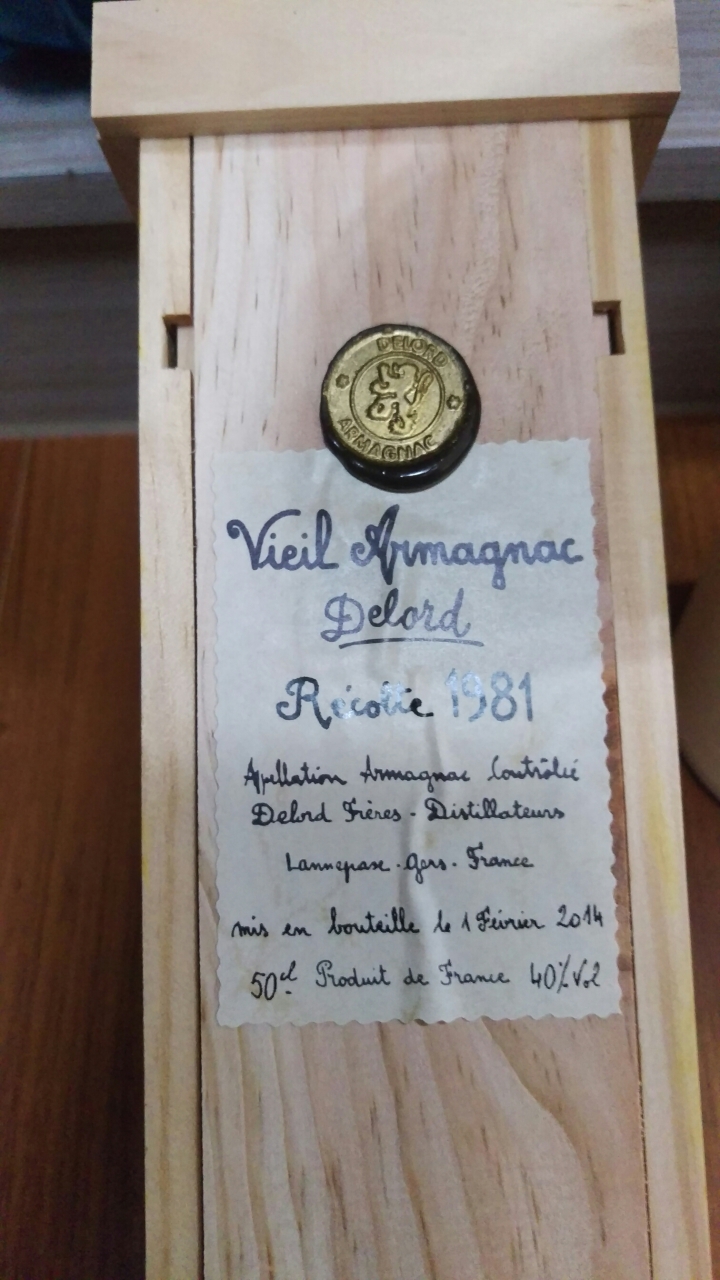 DELORD
ARMAGNAC
Vieil Armagnac
Delord
Récolte 1981
Apellation Armagnac Contrôlée
Delord Frères - Distillateurs
Lannepax - Gers - France
mis en bouteille le 1 Février 2014
50cl Produit de France 40% Vol